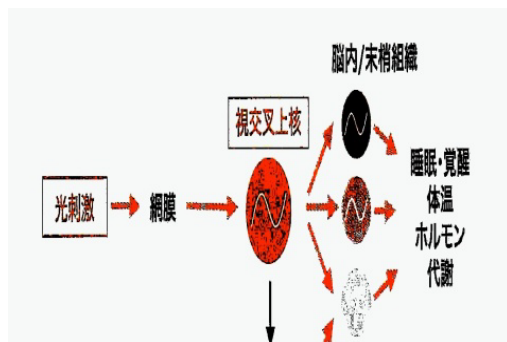 脳内/末梢組織
視交叉上核
光刺激
網膜
睡眠・覚醒
体温
ホルモン
代謝